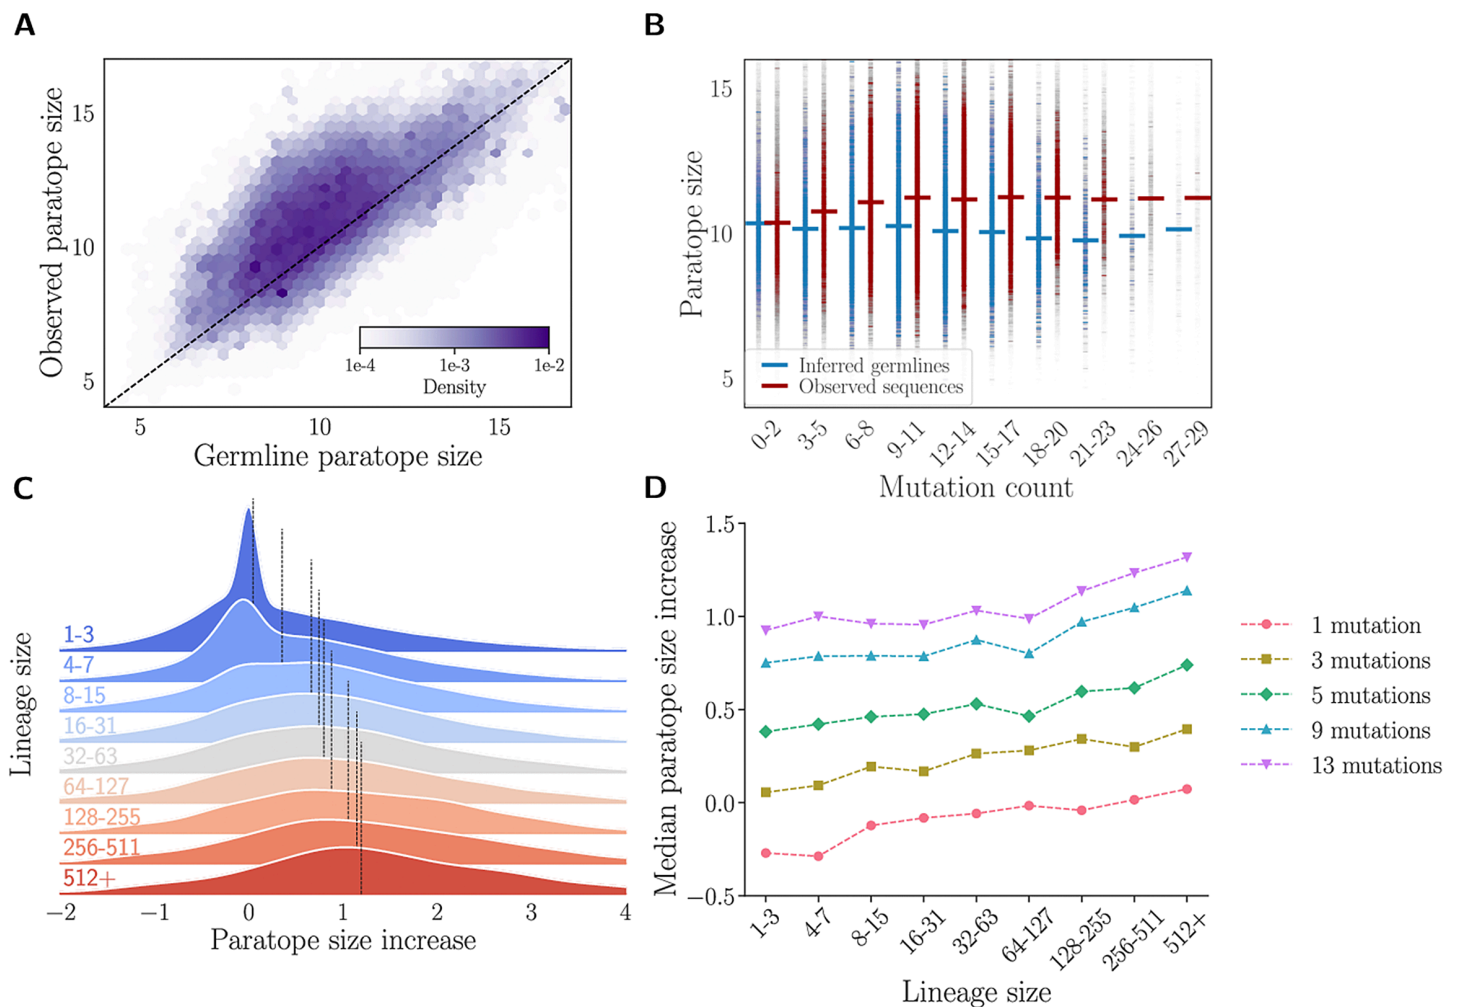 A
Observed paratope size
15
10
5
1e-4
1e-3
1e-2
Density
5
10
15
Germline paratope size
B
Paratope size
15
10
5
Inferred germlines
Observed sequences
0-2
3-5
6-8
9-11
12-14
15-17
18-20
21-23
24-26
27-29
Mutation count
C
Lineage size
1-3
4-7
8-15
16-31
32-63
64-127
128-255
256-511
512+
−2
−1
0
1
2
3
4
Paratope size increase
D
Median paratope size increase
1.5
1.0
0.5
0.0
−0.5
1-3
4-7
8-15
16-31
32-63
64-127
128-255
256-511
512+
Lineage size
1 mutation
3 mutations
5 mutations
9 mutations
13 mutations